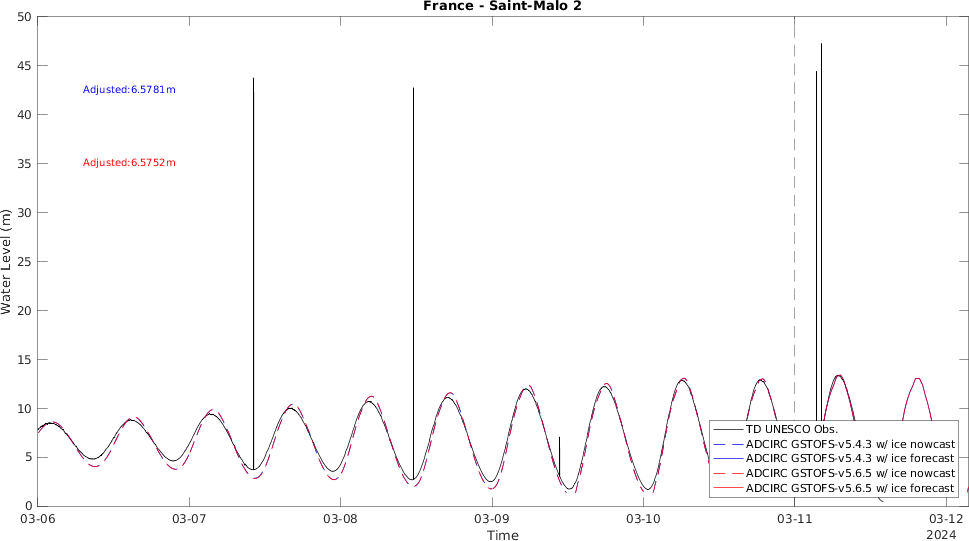 France - Saint-Malo 2
50
45
40
35
30
25
20
15
10
5
0
Water Level (m)
Adjusted:6.5781m
Adjusted:6.5752m
TD UNESCO Obs.
ADCIRC GSTOFS-v5.4.3 w/ ice nowcast
ADCIRC GSTOFS-v5.4.3 w/ ice forecast
ADCIRC GSTOFS-v5.6.5 w/ ice nowcast
ADCIRC GSTOFS-v5.6.5 w/ ice forecast
03-06 03-07 03-08 03-09 03-10 03-11 03-12
Time
2024